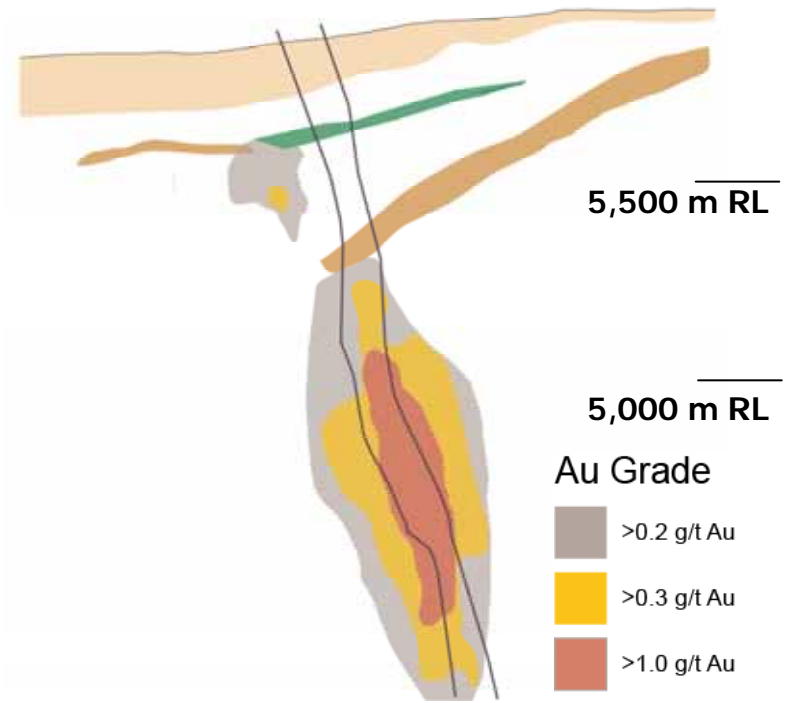 5,500 m RL
5,000 m RL
Au Grade
>0.2 g/t Au
>0.3 g/t Au
>1.0 g/t Au